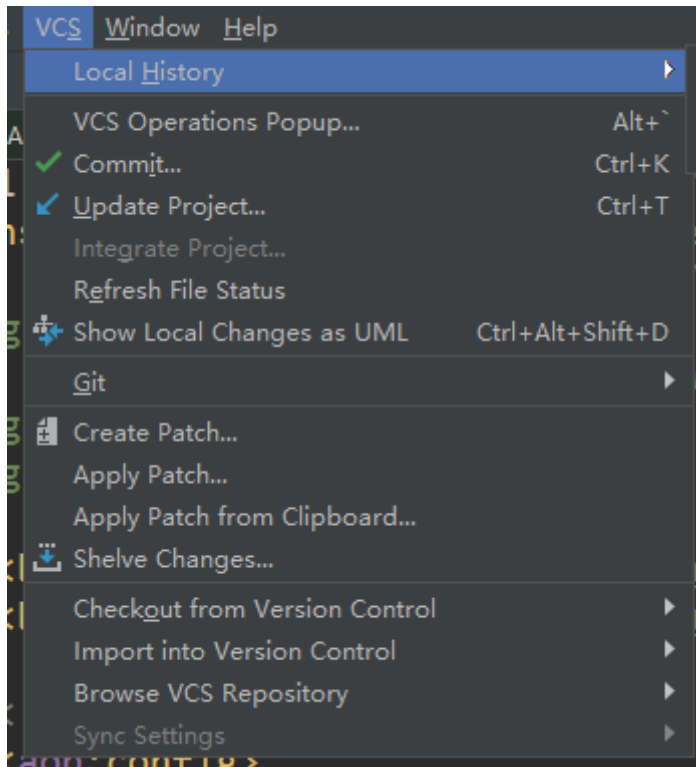 VCS Window Help
Local History
VCS Operations Popup... Alt+`
Commit... Ctrl+K
Update Project... Ctrl+T
Integrate Project...
Refresh File Status
Show Local Changes as UML Ctrl+Alt+Shift+D
Git
Create Patch...
Apply Patch...
Apply Patch from Clipboard...
Shelve Changes...
Checkout from Version Control
Import into Version Control
Browse VCS Repository
Sync Settings